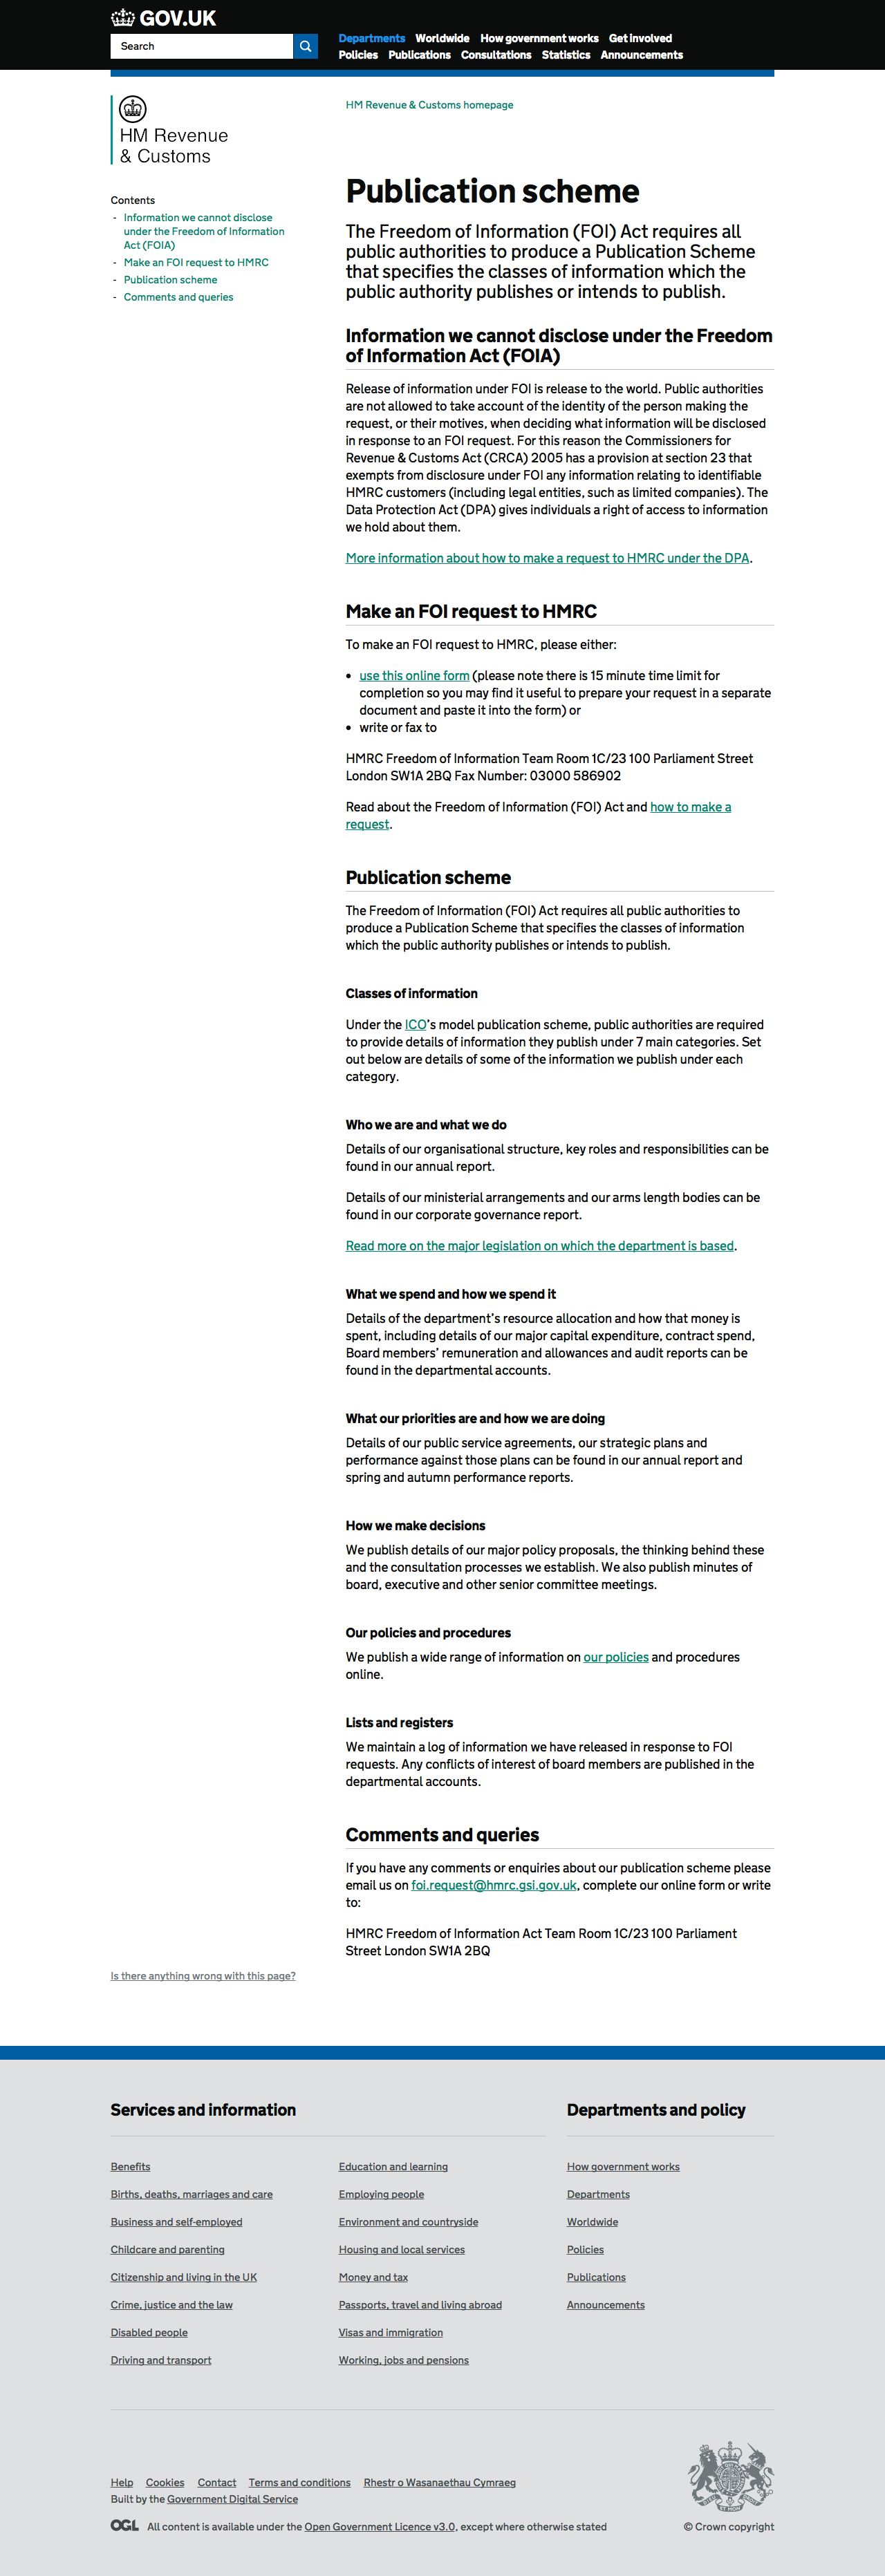 GOV.UK
Search
Departments Worldwide How government works Get involved
Policies Publications Consultations Statistics Announcements
HM Revenue
& Customs
HM Revenue & Customs homepage
Contents
- Information we cannot disclose
under the Freedom of Information
Act (FOIA)
- Make an FOI request to HMRC
- Publication scheme
- Comments and queries
Publication scheme
The Freedom of Information (FOI) Act requires all
public authorities to produce a Publication Scheme
that specifies the classes of information which the
public authority publishes or intends to publish.
Information we cannot disclose under the Freedom
of Information Act (FOIA)
Release of information under FOI is release to the world. Public authorities
are not allowed to take account of the identity of the person making the
request, or their motives, when deciding what information will be disclosed
in response to an FOI request. For this reason the Commissioners for
Revenue & Customs Act (CRCA) 2005 has a provision at section 23 that
exempts from disclosure under FOI any information relating to identifiable
HMRC customers (including legal entities, such as limited companies). The
Data Protection Act (DPA) gives individuals a right of access to information
we hold about them.
More information about how to make a request to HMRC under the DPA.
Make an FOI request to HMRC
To make an FOI request to HMRC, please either:
• use this online form (please note there is 15 minute time limit for
completion so you may find it useful to prepare your request in a separate
document and paste it into the form) or
• write or fax to
HMRC Freedom of Information Team Room 1C/23 100 Parliament Street
London SW1A 2BQ Fax Number: 03000 586902
Read about the Freedom of Information (FOI) Act and how to make a
request.
Publication scheme
The Freedom of Information (FOI) Act requires all public authorities to
produce a Publication Scheme that specifies the classes of information
which the public authority publishes or intends to publish.
Classes of information
Under the ICO's model publication scheme, public authorities are required
to provide details of information they publish under 7 main categories. Set
out below are details of some of the information we publish under each
category.
Who we are and what we do
Details of our organisational structure, key roles and responsibilities can be
found in our annual report.
Details of our ministerial arrangements and our arms length bodies can be
found in our corporate governance report.
Read more on the major legislation on which the department is based.
What we spend and how we spend it
Details of the department's resource allocation and how that money is
spent, including details of our major capital expenditure, contract spend,
Board members' remuneration and allowances and audit reports can be
found in the departmental accounts.
What our priorities are and how we are doing
Details of our public service agreements, our strategic plans and
performance against those plans can be found in our annual report and
spring and autumn performance reports.
How we make decisions
We publish details of our major policy proposals, the thinking behind these
and the consultation processes we establish. We also publish minutes of
board, executive and other senior committee meetings.
Our policies and procedures
We publish a wide range of information on our policies and procedures
online.
Lists and registers
We maintain a log of information we have released in response to FOI
requests. Any conflicts of interest of board members are published in the
departmental accounts.
Comments and queries
If you have any comments or enquiries about our publication scheme please
email us on foi.request@hmrc.gsi.gov.uk, complete our online form or write
to:
HMRC Freedom of Information Act Team Room 1C/23 100 Parliament
Street London SW1A 2BQ
Is there anything wrong with this page?
Services and information
Benefits
Births, deaths, marriages and care
Business and self-employed
Childcare and parenting
Citizenship and living in the UK
Crime, justice and the law
Disabled people
Driving and transport
Education and learning
Employing people
Environment and countryside
Housing and local services
Money and tax
Passports, travel and living abroad
Visas and immigration
Working, jobs and pensions
Departments and policy
How government works
Departments
Worldwide
Policies
Publications
Announcements
Help Cookies Contact Terms and conditions Rhestr o Wasanaethau Cymraeg
Built by the Government Digital Service
OGL All content is available under the Open Government Licence v3.0, except where otherwise stated
© Crown copyright